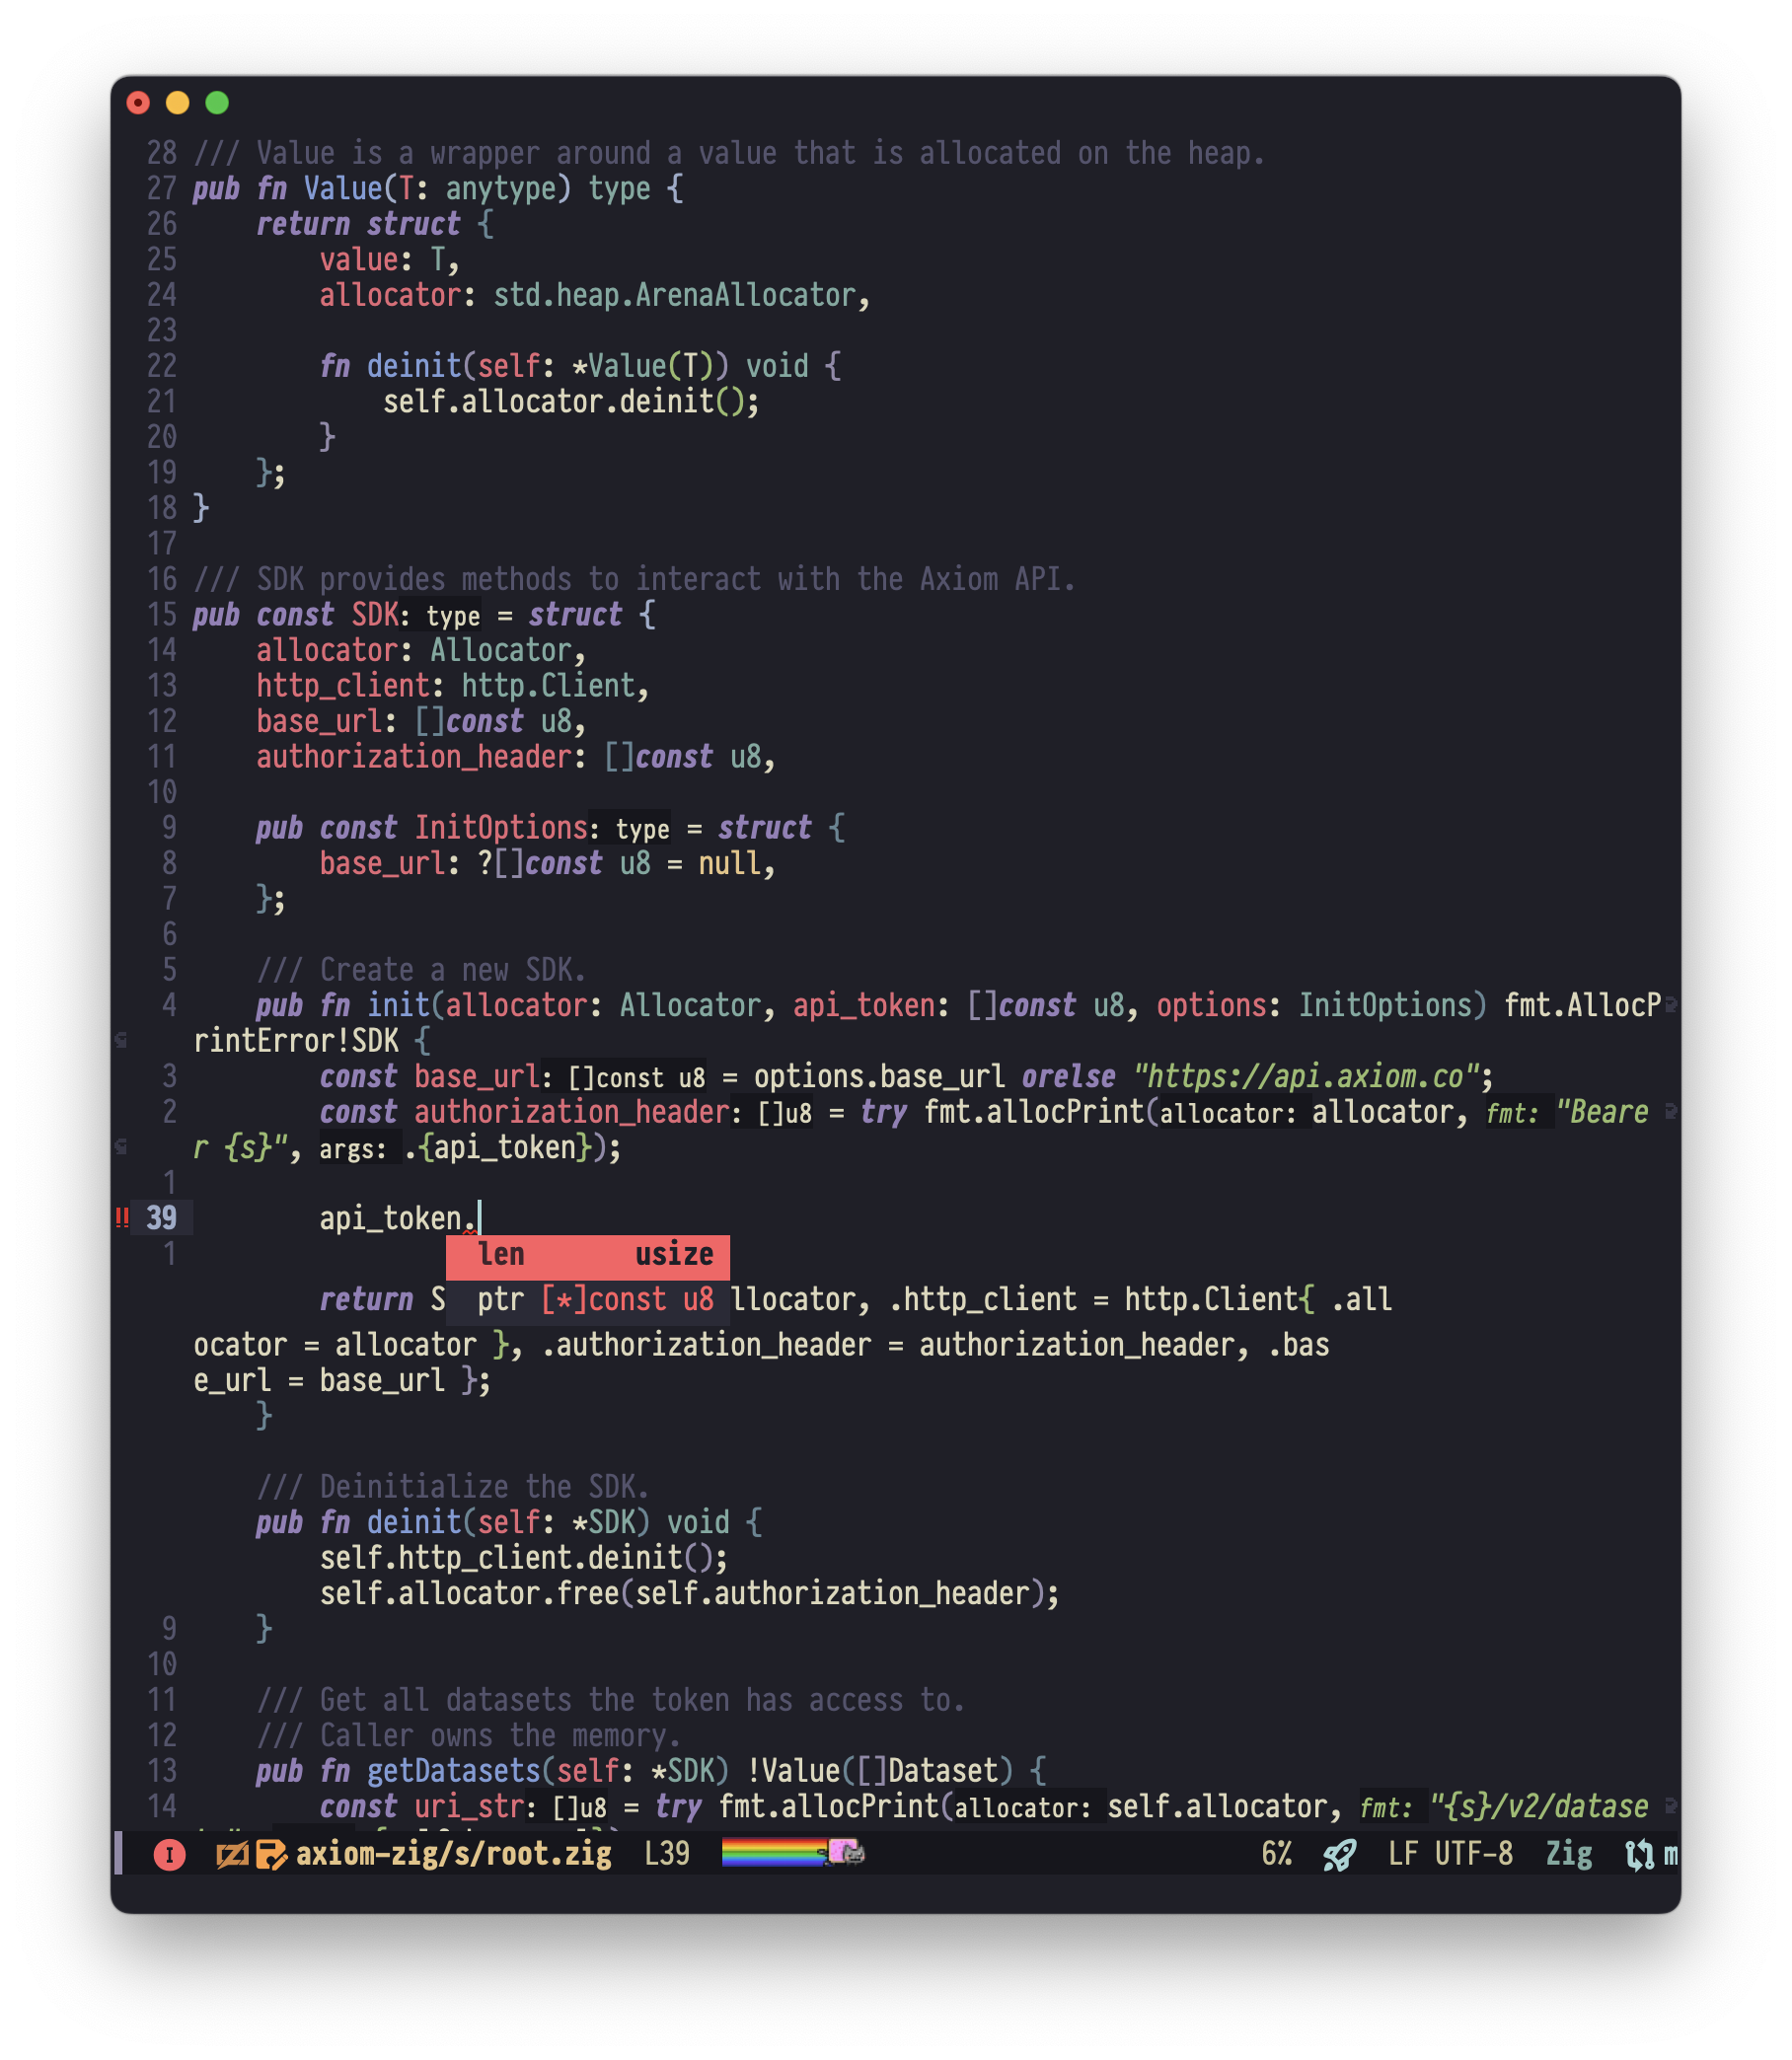 28 /// Value is a wrapper around a value that is allocated on the heap.
27 pub fn Value(T: anytype) type {
26     return struct {
25         value: T,
24         allocator: std.heap.ArenaAllocator,
23
22         fn deinit(self: *Value(T)) void {
21             self.allocator.deinit();
20         }
19     };
18 }
17
16 /// SDK provides methods to interact with the Axiom API.
15 pub const SDK: type = struct {
14     allocator: Allocator,
13     http_client: http.Client,
12     base_url: []const u8,
11     authorization_header: []const u8,
10
9     pub const InitOptions: type = struct {
8         base_url: ?[]const u8 = null,
7     };
6
5     /// Create a new SDK.
4     pub fn init(allocator: Allocator, api_token: []const u8, options: InitOptions) fmt.AllocP
rintError!SDK {
3         const base_url: []const u8 = options.base_url orelse "https://api.axiom.co";
2         const authorization_header: []u8 = try fmt.allocPrint(allocator: allocator, fmt: "Beare
r {s}", args: .{api_token});
1
!! 39         api_token.
1                 len       usize
        return S  ptr [*]const u8 llocator, .http_client = http.Client{ .all
ocator = allocator }, .authorization_header = authorization_header, .bas
e_url = base_url };
    }
    /// Deinitialize the SDK.
    pub fn deinit(self: *SDK) void {
        self.http_client.deinit();
        self.allocator.free(self.authorization_header);
9     }
10
11     /// Get all datasets the token has access to.
12     /// Caller owns the memory.
13     pub fn getDatasets(self: *SDK) !Value([]Dataset) {
14         const uri_str: []u8 = try fmt.allocPrint(allocator: self.allocator, fmt: "{s}/v2/datase
I axiom-zig/s/root.zig L39 6% LF UTF-8 Zig m